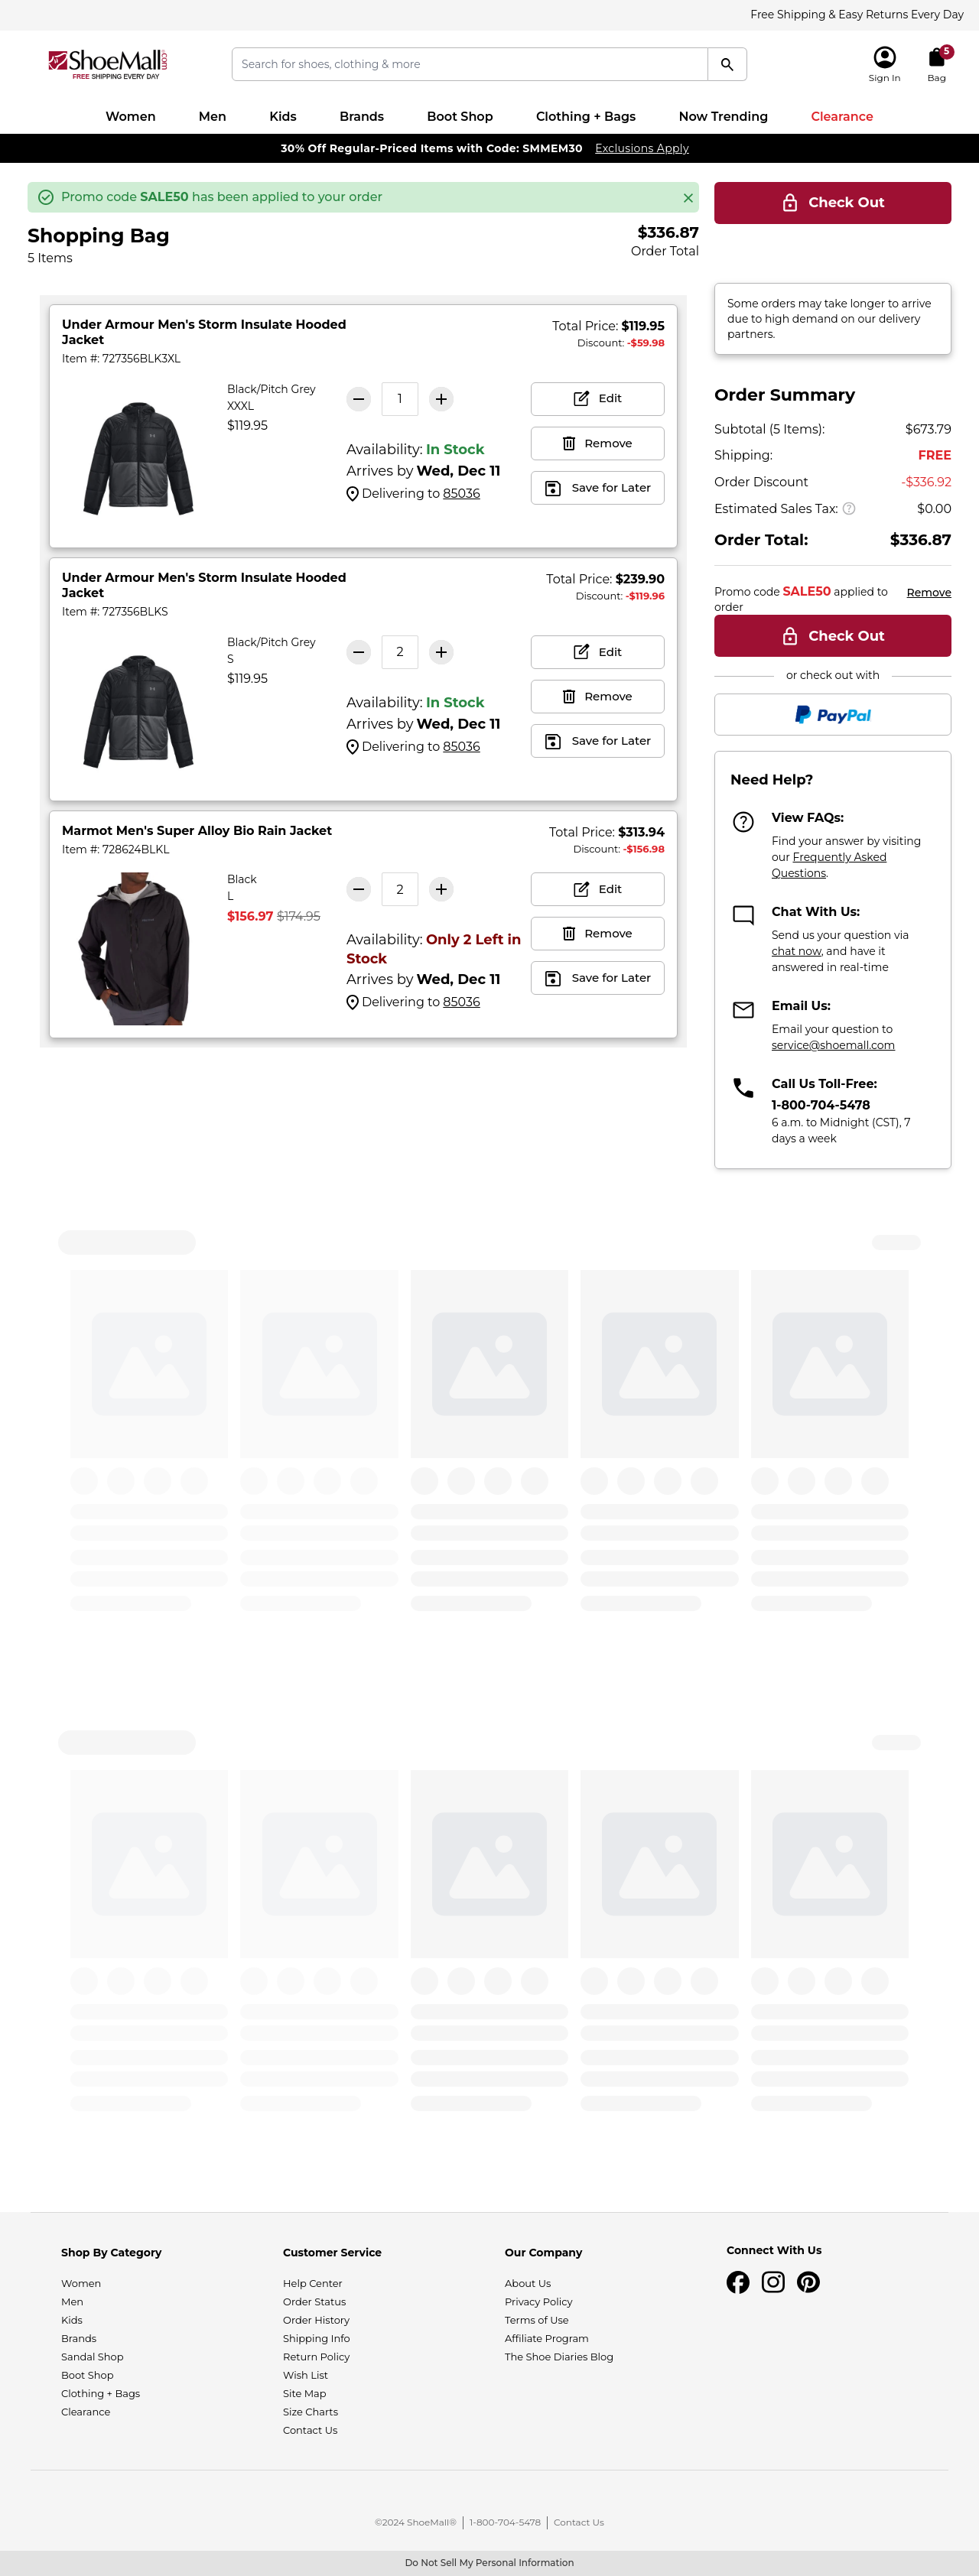 Free Shipping & Easy Returns Every Day
ShoeMall.com
FREE SHIPPING EVERY DAY
Search for shoes, clothing & more
Sign In
5
Bag
Women Men Kids Brands Boot Shop Clothing + Bags Now Trending Clearance
30% Off Regular-Priced Items with Code: SMMEM30 Exclusions Apply
Promo code SALE50 has been applied to your order
Shopping Bag
5 Items
$336.87
Order Total
Under Armour Men's Storm Insulate Hooded
Jacket
Item #: 727356BLK3XL
Total Price: $119.95
Discount: -$59.98
Black/Pitch Grey
XXXL
$119.95
1
Availability: In Stock
Arrives by Wed, Dec 11
Delivering to 85036
Edit
Remove
Save for Later
Under Armour Men's Storm Insulate Hooded
Jacket
Item #: 727356BLKS
Total Price: $239.90
Discount: -$119.96
Black/Pitch Grey
S
$119.95
2
Availability: In Stock
Arrives by Wed, Dec 11
Delivering to 85036
Edit
Remove
Save for Later
Marmot Men's Super Alloy Bio Rain Jacket
Item #: 728624BLKL
Total Price: $313.94
Discount: -$156.98
Black
L
$156.97 $174.95
2
Availability: Only 2 Left in
Stock
Arrives by Wed, Dec 11
Delivering to 85036
Edit
Remove
Save for Later
Check Out
Some orders may take longer to arrive
due to high demand on our delivery
partners.
Order Summary
Subtotal (5 Items): $673.79
Shipping: FREE
Order Discount -$336.92
Estimated Sales Tax: $0.00
Order Total: $336.87
Promo code SALE50 applied to
order
Remove
Check Out
or check out with
PayPal
Need Help?
View FAQs:
Find your answer by visiting
our Frequently Asked
Questions.
Chat With Us:
Send us your question via
chat now, and have it
answered in real-time
Email Us:
Email your question to
service@shoemall.com
Call Us Toll-Free:
1-800-704-5478
6 a.m. to Midnight (CST), 7
days a week
Shop By Category
Women
Men
Kids
Brands
Sandal Shop
Boot Shop
Clothing + Bags
Clearance
Customer Service
Help Center
Order Status
Order History
Shipping Info
Return Policy
Wish List
Site Map
Size Charts
Contact Us
Our Company
About Us
Privacy Policy
Terms of Use
Affiliate Program
The Shoe Diaries Blog
Connect With Us
©2024 ShoeMall® 1-800-704-5478 Contact Us
Do Not Sell My Personal Information